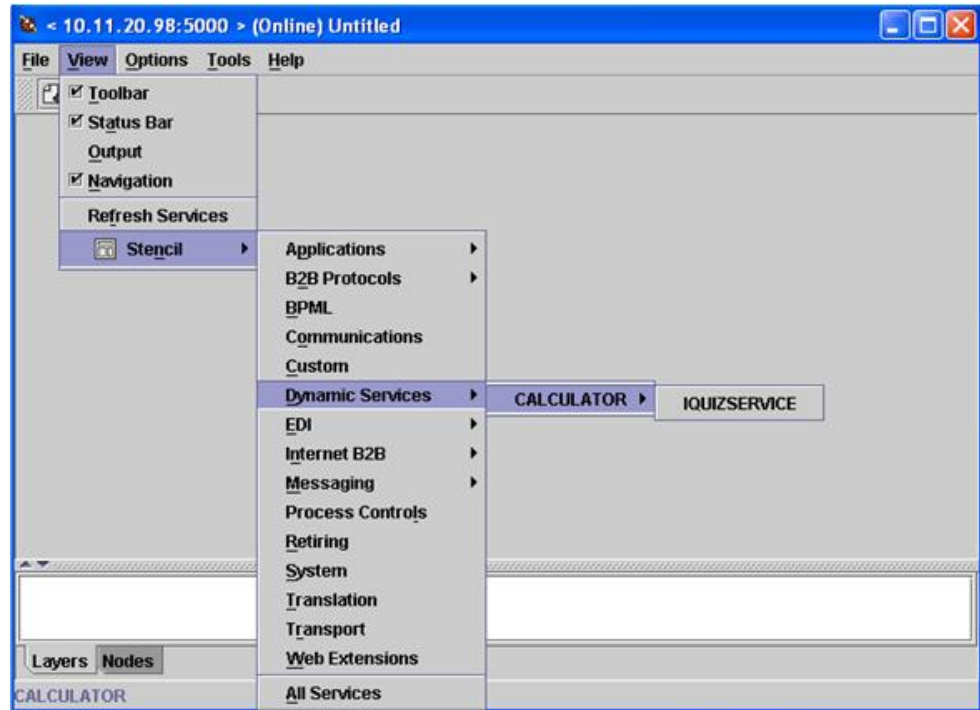 < 10.11.20.98:5000 > (Online) Untitled
File View Options Tools Help
Toolbar
Status Bar
Output
Navigation
Refresh Services
Stencil
Applications
B2B Protocols
BPML
Communications
Custom
Dynamic Services
CALCULATOR
IQUIZSERVICE
EDI
Internet B2B
Messaging
Process Controls
Retiring
System
Translation
Transport
Web Extensions
All Services
Layers Nodes
CALCULATOR